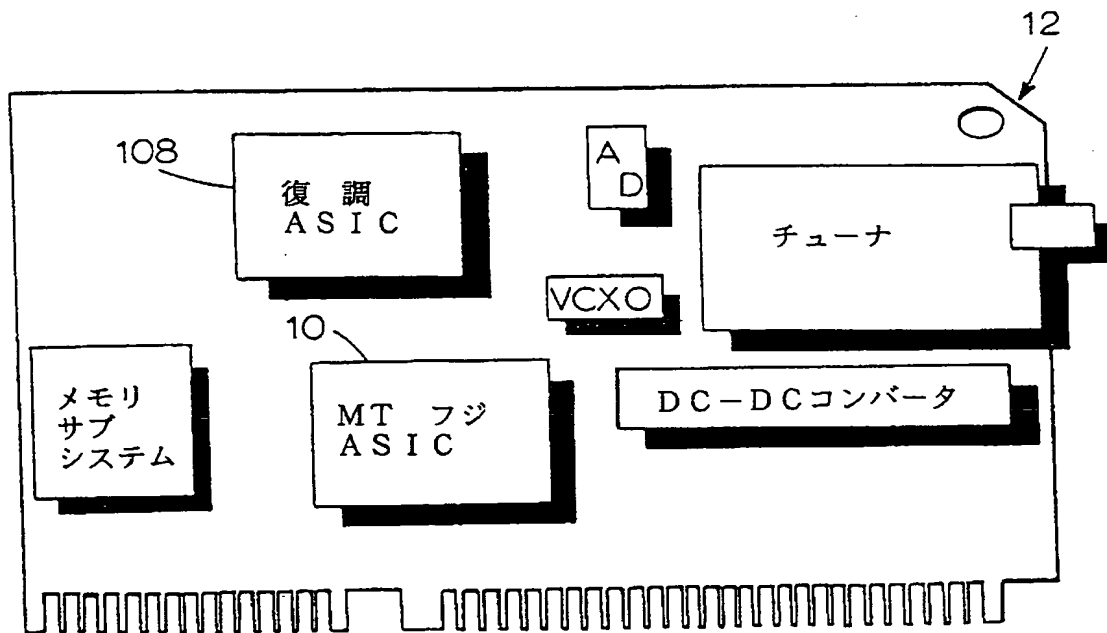 12
108
復 調
ASIC
A
D
チューナ
VCXO
10
メモリ
サブ
システム
MT フジ
ASIC
DC-DCコンバータ